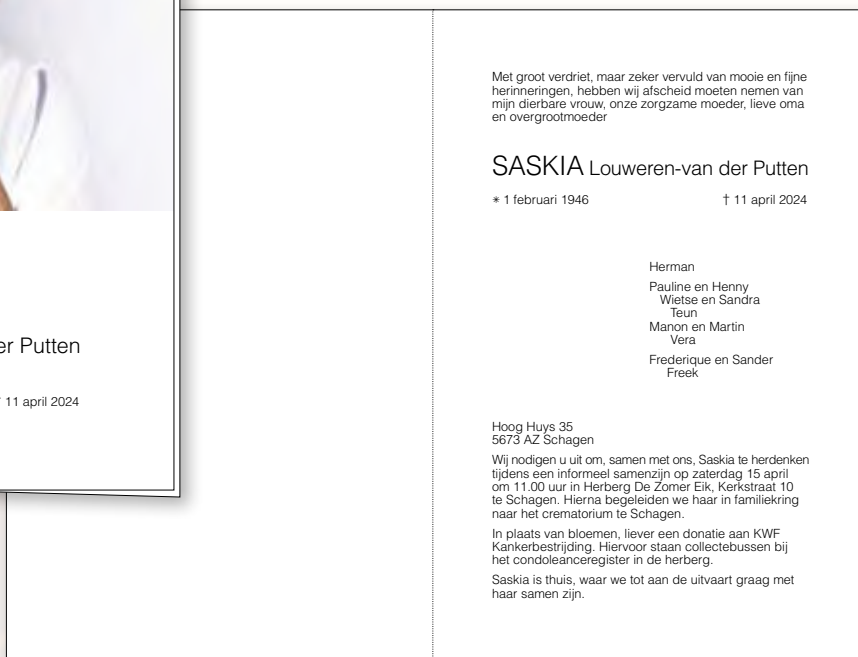 er Putten
11 april 2024
Met groot verdriet, maar zeker vervuld van mooie en fijne
herinneringen, hebben wij afscheid moeten nemen van
mijn dierbare vrouw, onze zorgzame moeder, lieve oma
en overgrootmoeder
SASKIA Louweren-van der Putten
* 1 februari 1946 † 11 april 2024
Herman
Pauline en Henny
Wietse en Sandra
Teun
Manon en Martin
Vera
Frederique en Sander
Freek
Hoog Huys 35
5673 AZ Schagen
Wij nodigen u uit om, samen met ons, Saskia te herdenken
tijdens een informeel samenzijn op zaterdag 15 april
om 11.00 uur in Herberg De Zomer Eik, Kerkstraat 10
te Schagen. Hierna begeleiden we haar in familiekring
naar het crematorium te Schagen.
In plaats van bloemen, liever een donatie aan KWF
Kankerbestrijding. Hiervoor staan collectebussen bij
het condoleanceregister in de herberg.
Saskia is thuis, waar we tot aan de uitvaart graag met
haar samen zijn.